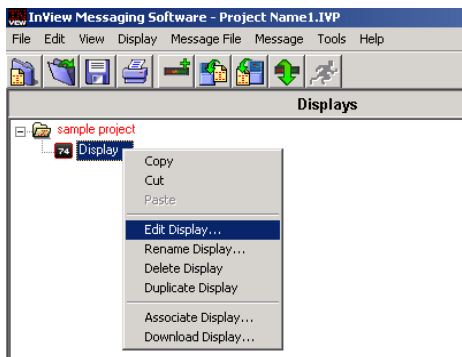 InView Messaging Software - Project Name1.IVP
File Edit View Display Message File Message Tools Help
Displays
sample project
74 Display
Copy
Cut
Paste
Edit Display...
Rename Display...
Delete Display
Duplicate Display
Associate Display...
Download Display...